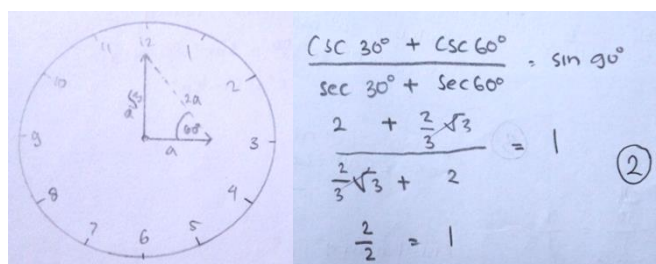 12
11
1
10
2
a√3
2a
60°
9
a
3
8
4
7
5
6
csc 30° + csc 60°
= sin 90°
sec 30° + sec 60°
2 + 2/3 √3
= 1
2/3 √3 + 2
2
2/2 = 1